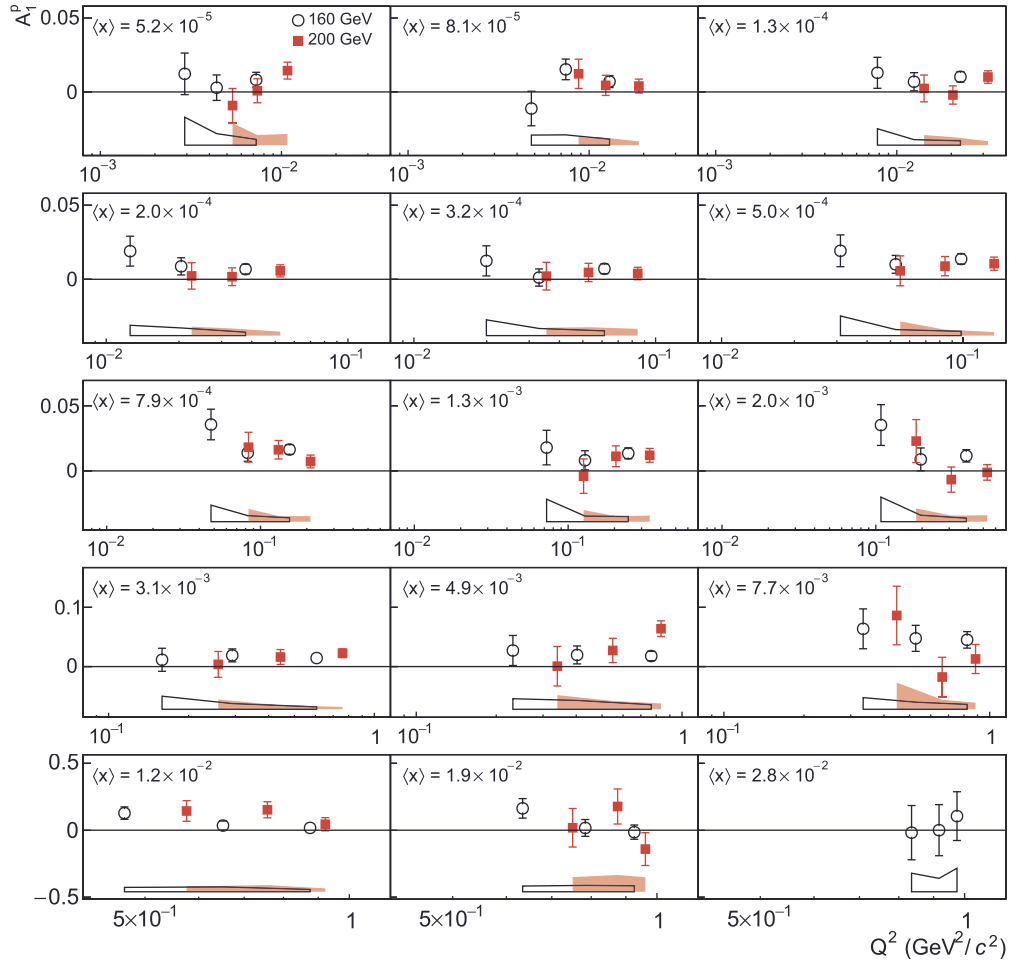 A₁ᵖ
0.05
0
⟨x⟩ = 5.2× 10⁻⁵
160 GeV
200 GeV
⟨x⟩ = 8.1× 10⁻⁵
⟨x⟩ = 1.3× 10⁻⁴
10⁻³ 10⁻² 10⁻³ 10⁻² 10⁻³ 10⁻²
0.05
0
⟨x⟩ = 2.0× 10⁻⁴
⟨x⟩ = 3.2× 10⁻⁴
⟨x⟩ = 5.0× 10⁻⁴
10⁻² 10⁻¹ 10⁻² 10⁻¹ 10⁻² 10⁻¹
0.05
0
⟨x⟩ = 7.9× 10⁻⁴
⟨x⟩ = 1.3× 10⁻³
⟨x⟩ = 2.0× 10⁻³
10⁻² 10⁻¹ 10⁻² 10⁻¹ 10⁻² 10⁻¹
0.1
0
⟨x⟩ = 3.1× 10⁻³
⟨x⟩ = 4.9× 10⁻³
⟨x⟩ = 7.7× 10⁻³
10⁻¹ 1 10⁻¹ 1 10⁻¹ 1
0.5
0
−0.5
⟨x⟩ = 1.2× 10⁻²
⟨x⟩ = 1.9× 10⁻²
⟨x⟩ = 2.8× 10⁻²
5×10⁻¹ 1 5×10⁻¹ 1 5×10⁻¹ 1
Q² (GeV²/c²)